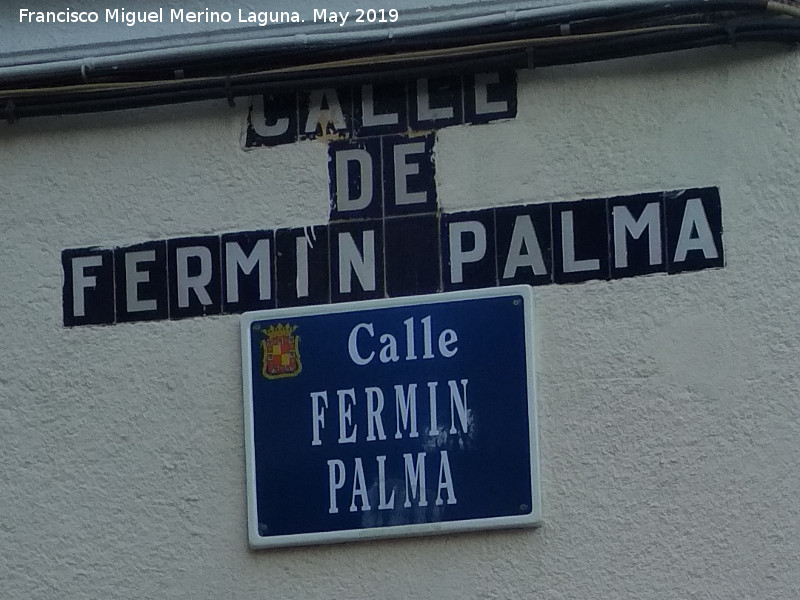 Francisco Miguel Merino Laguna. May 2019
CALLE
DE
FERMIN PALMA
Calle
FERMIN
PALMA